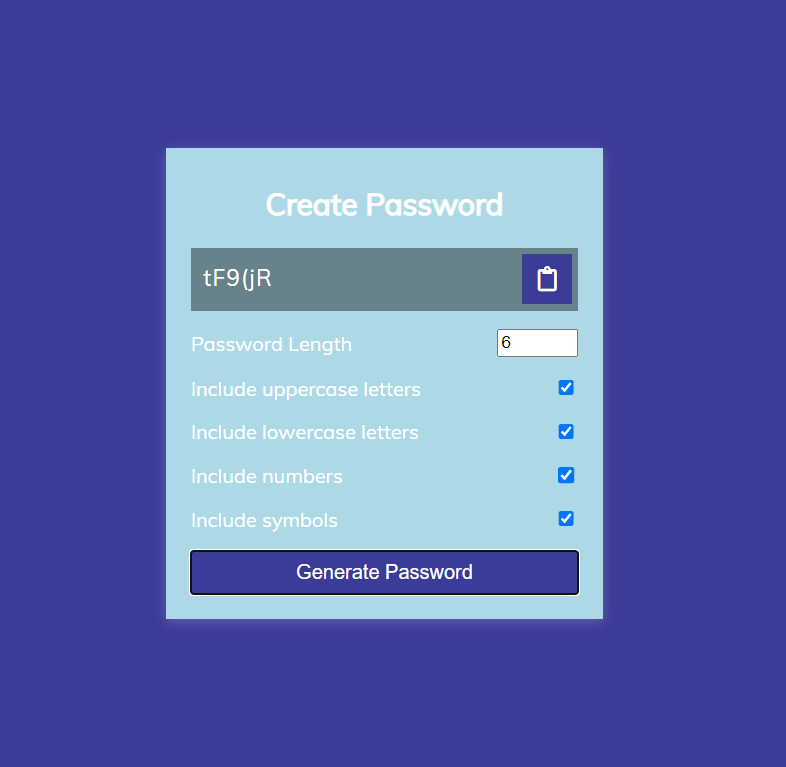 Create Password
tF9(jR
Password Length 6
Include uppercase letters
Include lowercase letters
Include numbers
Include symbols
Generate Password